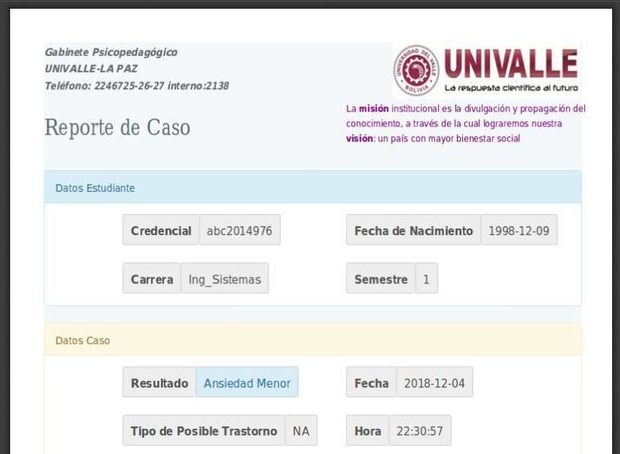 Gabinete Psicopedagógico
UNIVALLE-LA PAZ
Teléfono: 2246725-26-27 interno:2138
UNIVERSIDAD DEL VALLE
BOLIVIA
UNIVALLE
La respuesta científica al futuro
La misión institucional es la divulgación y propagación del
conocimiento, a través de la cual lograremos nuestra
visión: un país con mayor bienestar social
Reporte de Caso
Datos Estudiante
Credencial abc2014976 Fecha de Nacimiento 1998-12-09
Carrera Ing_Sistemas Semestre 1
Datos Caso
Resultado Ansiedad Menor Fecha 2018-12-04
Tipo de Posible Trastorno NA Hora 22:30:57